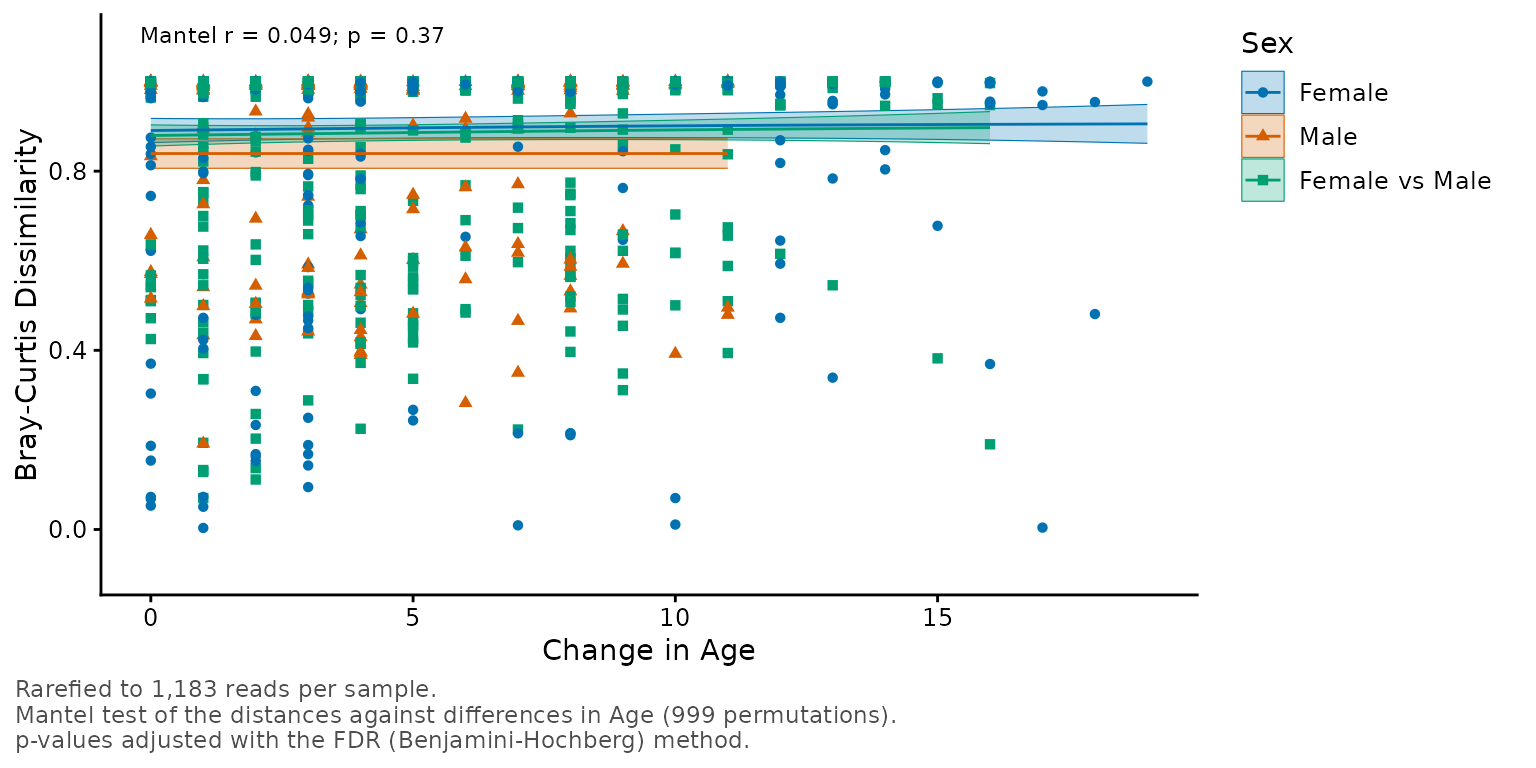 Mantel r = 0.049; p = 0.37
Sex
Female
Male
Female vs Male
Bray-Curtis Dissimilarity
0.8
0.4
0.0
0 5 10 15
Change in Age
Rarefied to 1,183 reads per sample.
Mantel test of the distances against differences in Age (999 permutations).
p-values adjusted with the FDR (Benjamini-Hochberg) method.